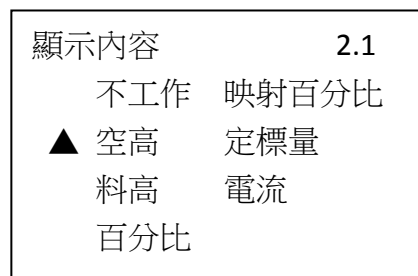 顯示內容 2.1
不工作 映射百分比
▲ 空高 定標量
料高 電流
百分比